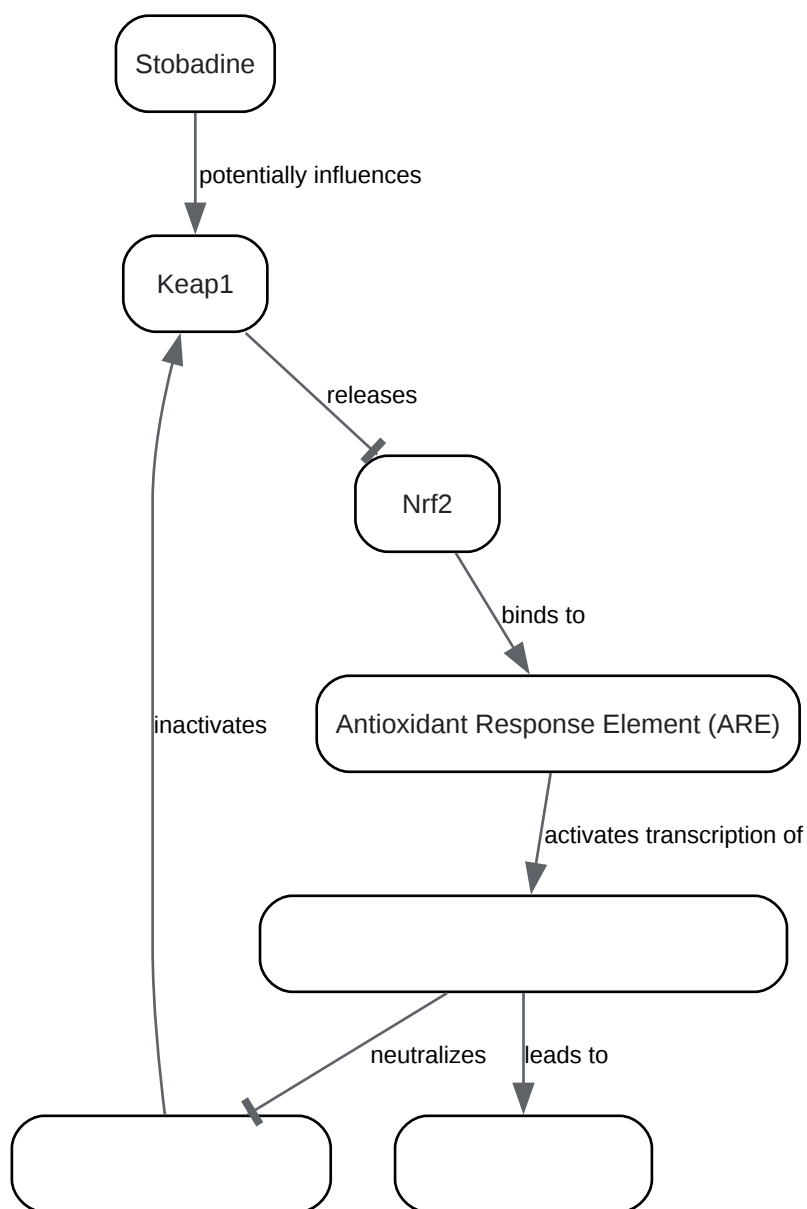 Stobadine
potentially influences
Keap1
releases
Nrf2
binds to
inactivates
Antioxidant Response Element (ARE)
activates transcription of
neutralizes
leads to